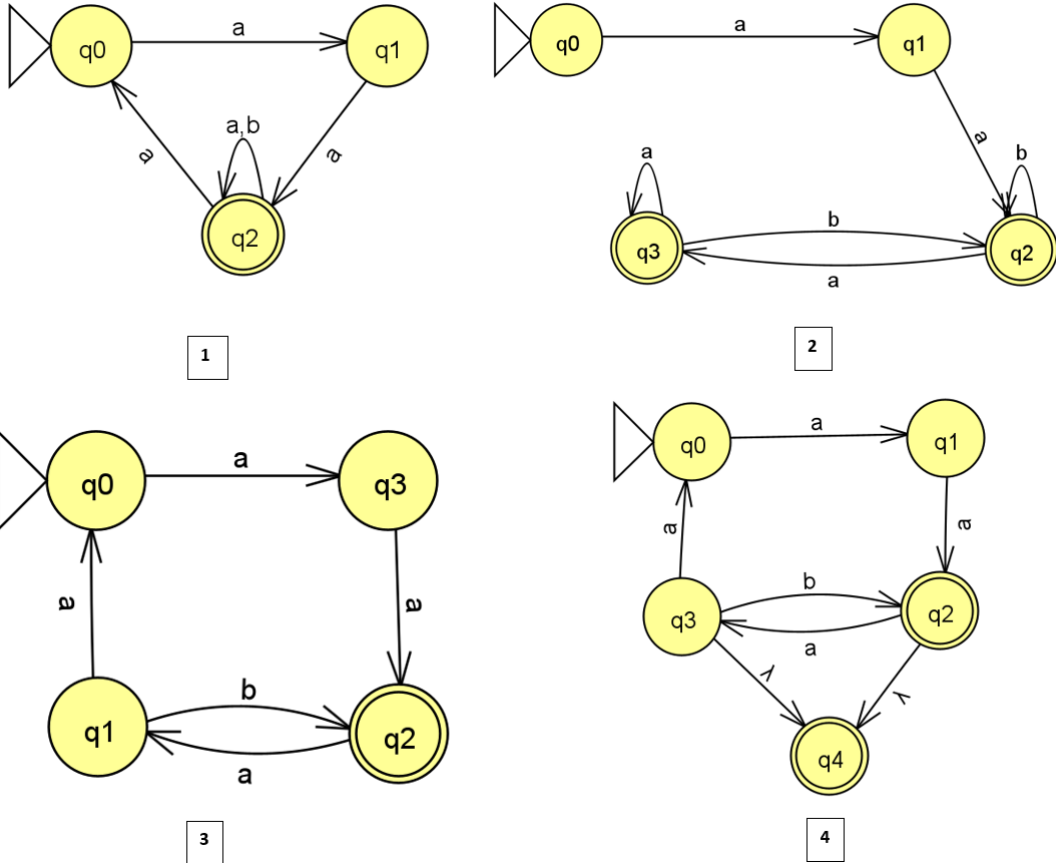 q0 a q1
a a,b a
q2
1
q0 a q1
a
a b
q3 b q2
a
2
q0 a q3
a a
q1 b q2
a
3
q0 a q1
a a
q3 b q2
a
λ λ
q4
4